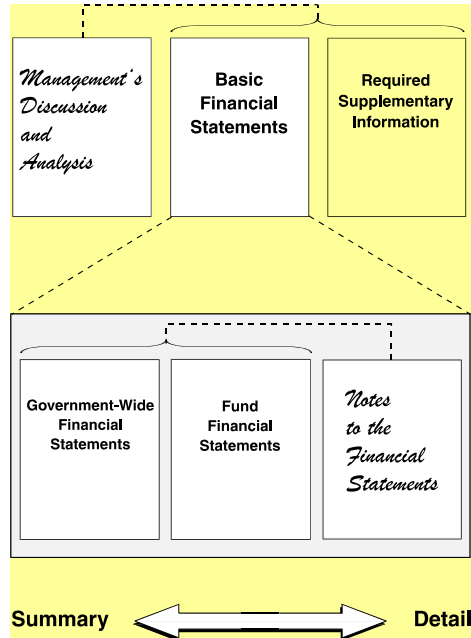 Management's
Discussion
and
Analysis
Basic
Financial
Statements
Required
Supplementary
Information
Government-Wide
Financial
Statements
Fund
Financial
Statements
Notes
to the
Financial
Statements
Summary
Detail